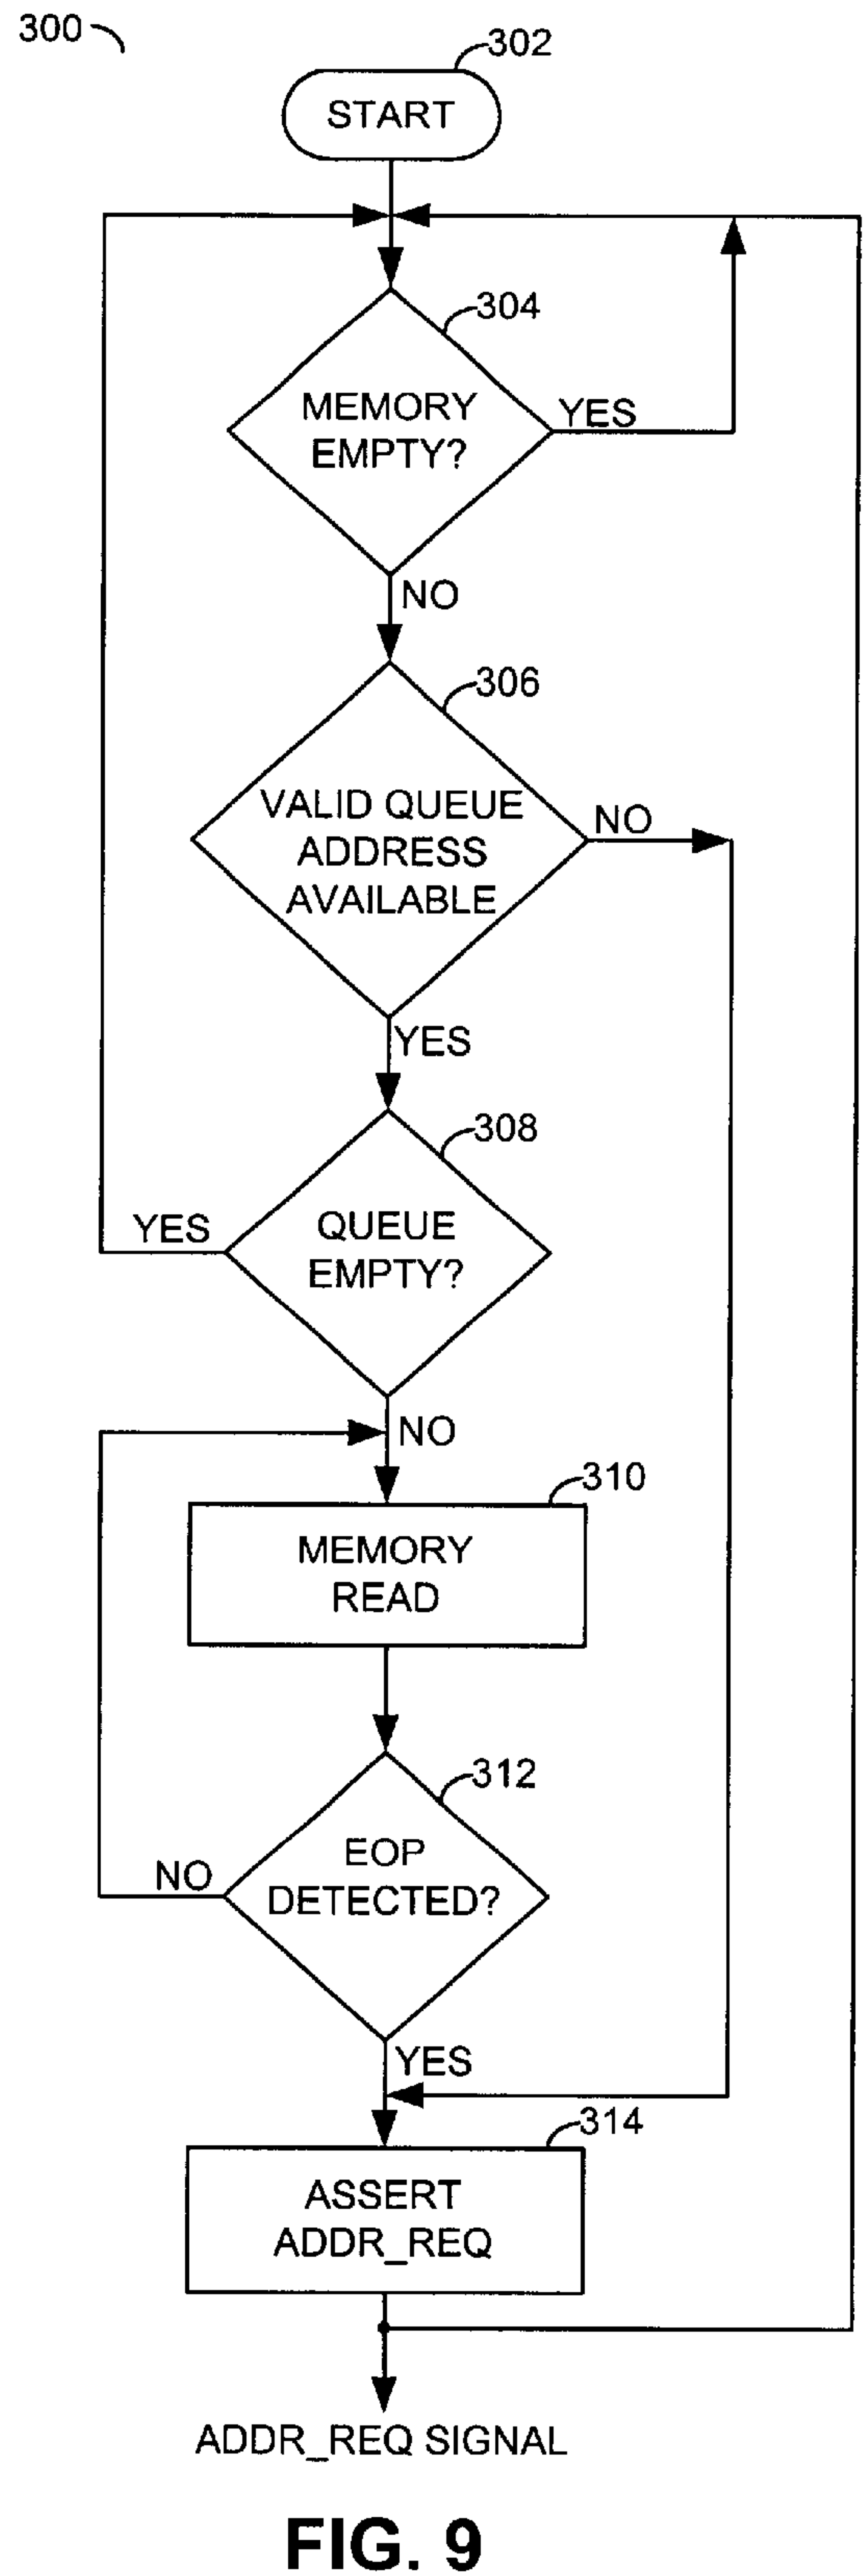 300
302
START
304
MEMORY
EMPTY?
YES
NO
306
VALID QUEUE
ADDRESS
AVAILABLE
NO
YES
308
QUEUE
EMPTY?
YES
NO
310
MEMORY
READ
312
EOP
DETECTED?
NO
YES
314
ASSERT
ADDR_REQ
ADDR_REQ SIGNAL
FIG. 9